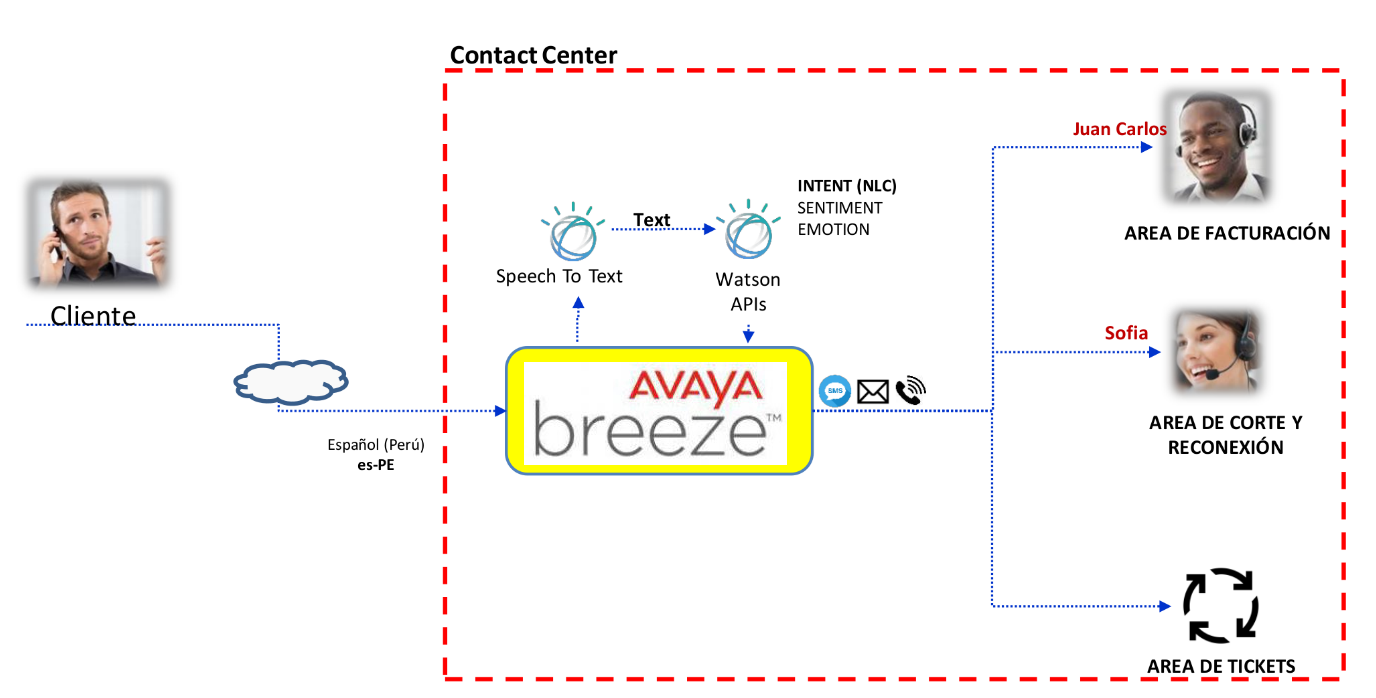 Contact Center
Juan Carlos
AREA DE FACTURACIÓN
INTENT (NLC)
SENTIMENT
EMOTION
Text
Speech To Text
Watson
APIs
Cliente
Sofia
AREA DE CORTE Y
RECONEXIÓN
AVAYA
breeze™
SMS
Español (Perú)
es-PE
AREA DE TICKETS